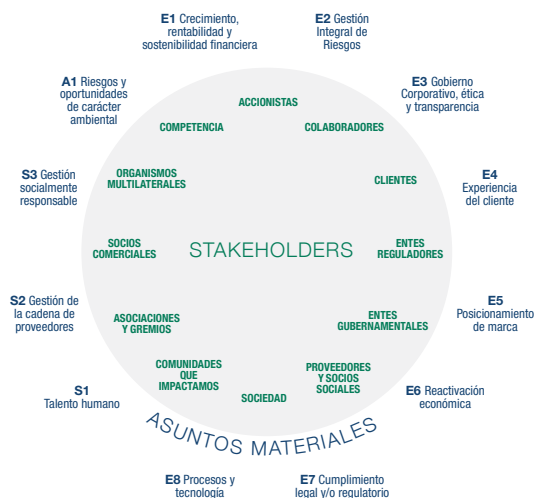 E1 Crecimiento,
rentabilidad y
sostenibilidad financiera
E2 Gestión
Integral de
Riesgos
A1 Riesgos y
oportunidades
de carácter
ambiental
E3 Gobierno
Corporativo, ética
y transparencia
ACCIONISTAS
COMPETENCIA
COLABORADORES
S3 Gestión
socialmente
responsable
ORGANISMOS
MULTILATERALES
CLIENTES
E4
Experiencia
del cliente
SOCIOS
COMERCIALES
STAKEHOLDERS
ENTES
REGULADORES
S2 Gestión de
la cadena de
proveedores
ASOCIACIONES
Y GREMIOS
ENTES
GUBERNAMENTALES
E5
Posicionamiento
de marca
COMUNIDADES
QUE
IMPACTAMOS
SOCIEDAD
PROVEEDORES
Y SOCIOS
SOCIALES
S1
Talento humano
E6 Reactivación
económica
ASUNTOS MATERIALES
E8 Procesos y
tecnología
E7 Cumplimiento
legal y/o regulatorio